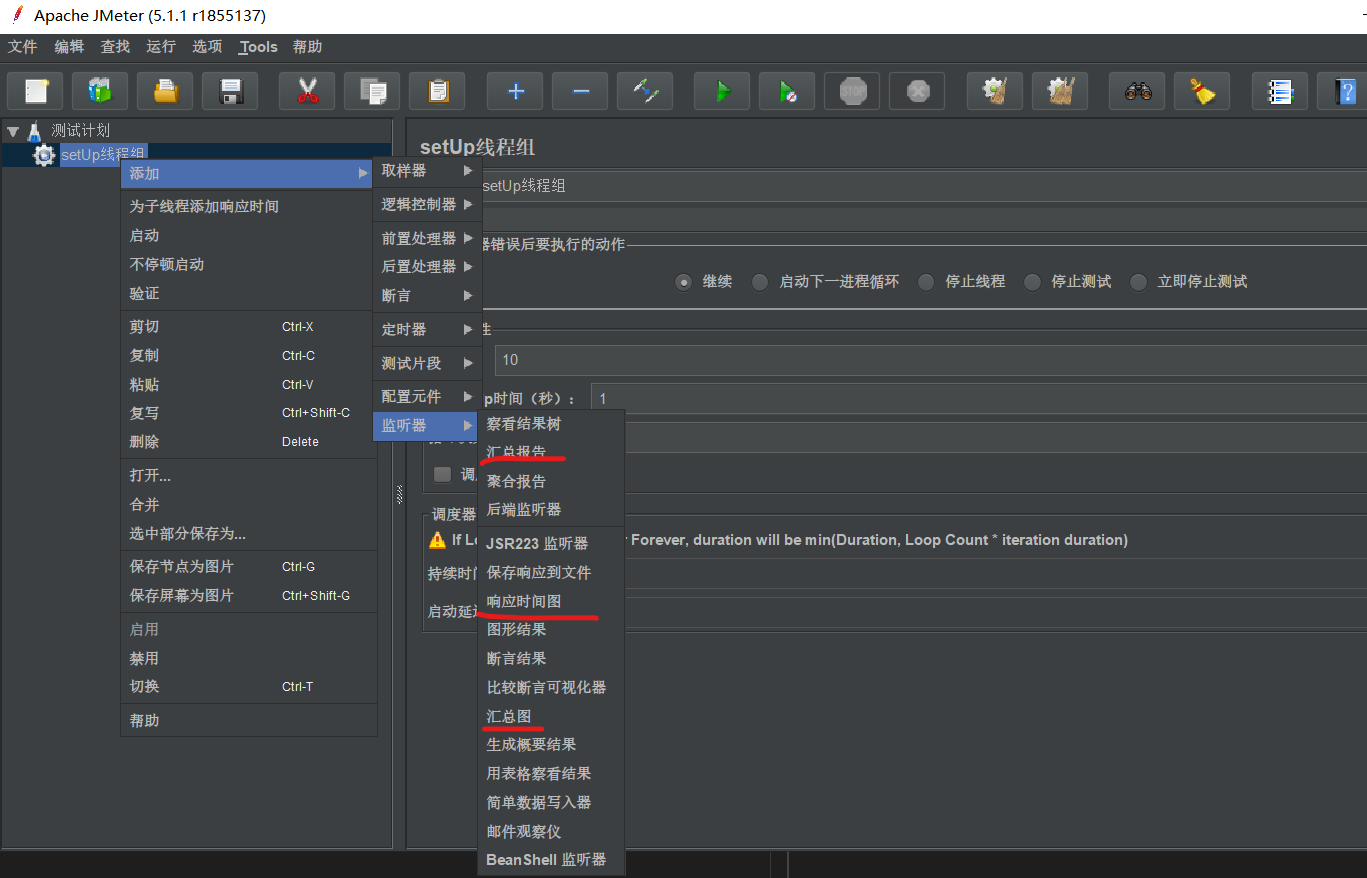 Apache JMeter (5.1.1 r1855137)
文件 编辑 查找 运行 选项 Tools 帮助
STOP
测试计划
setUp线程组
添加
为子线程添加响应时间
启动
不停顿启动
验证
剪切 Ctrl-X
复制 Ctrl-C
粘贴 Ctrl-V
复写 Ctrl+Shift-C
删除 Delete
打开...
合并
选中部分保存为...
保存节点为图片 Ctrl-G
保存屏幕为图片 Ctrl+Shift-G
启用
禁用
切换 Ctrl-T
帮助
取样器
逻辑控制器
前置处理器
后置处理器
断言
定时器
测试片段
配置元件
监听器
察看结果树
汇总报告
聚合报告
后端监听器
JSR223 监听器
保存响应到文件
响应时间图
图形结果
断言结果
比较断言可视化器
汇总图
生成概要结果
用表格察看结果
简单数据写入器
邮件观察仪
BeanShell 监听器
setUp线程组
setUp线程组
器错误后要执行的动作
继续 启动下一进程循环 停止线程 停止测试 立即停止测试
性
10
p时间（秒）： 1
调
调度器
If L Forever, duration will be min(Duration, Loop Count * iteration duration)
持续时
启动延